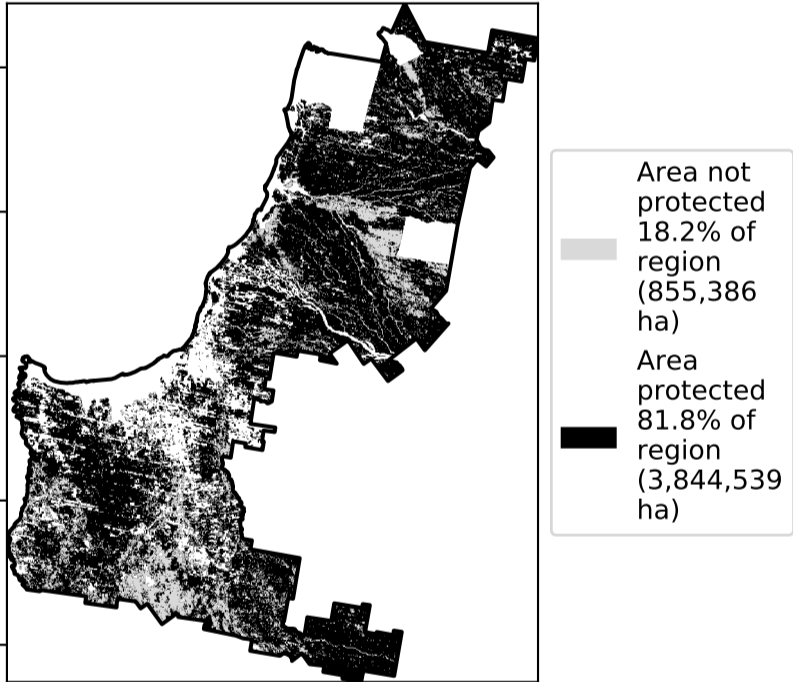 Area not
protected
18.2% of
region
(855,386
ha)
Area
protected
81.8% of
region
(3,844,539
ha)